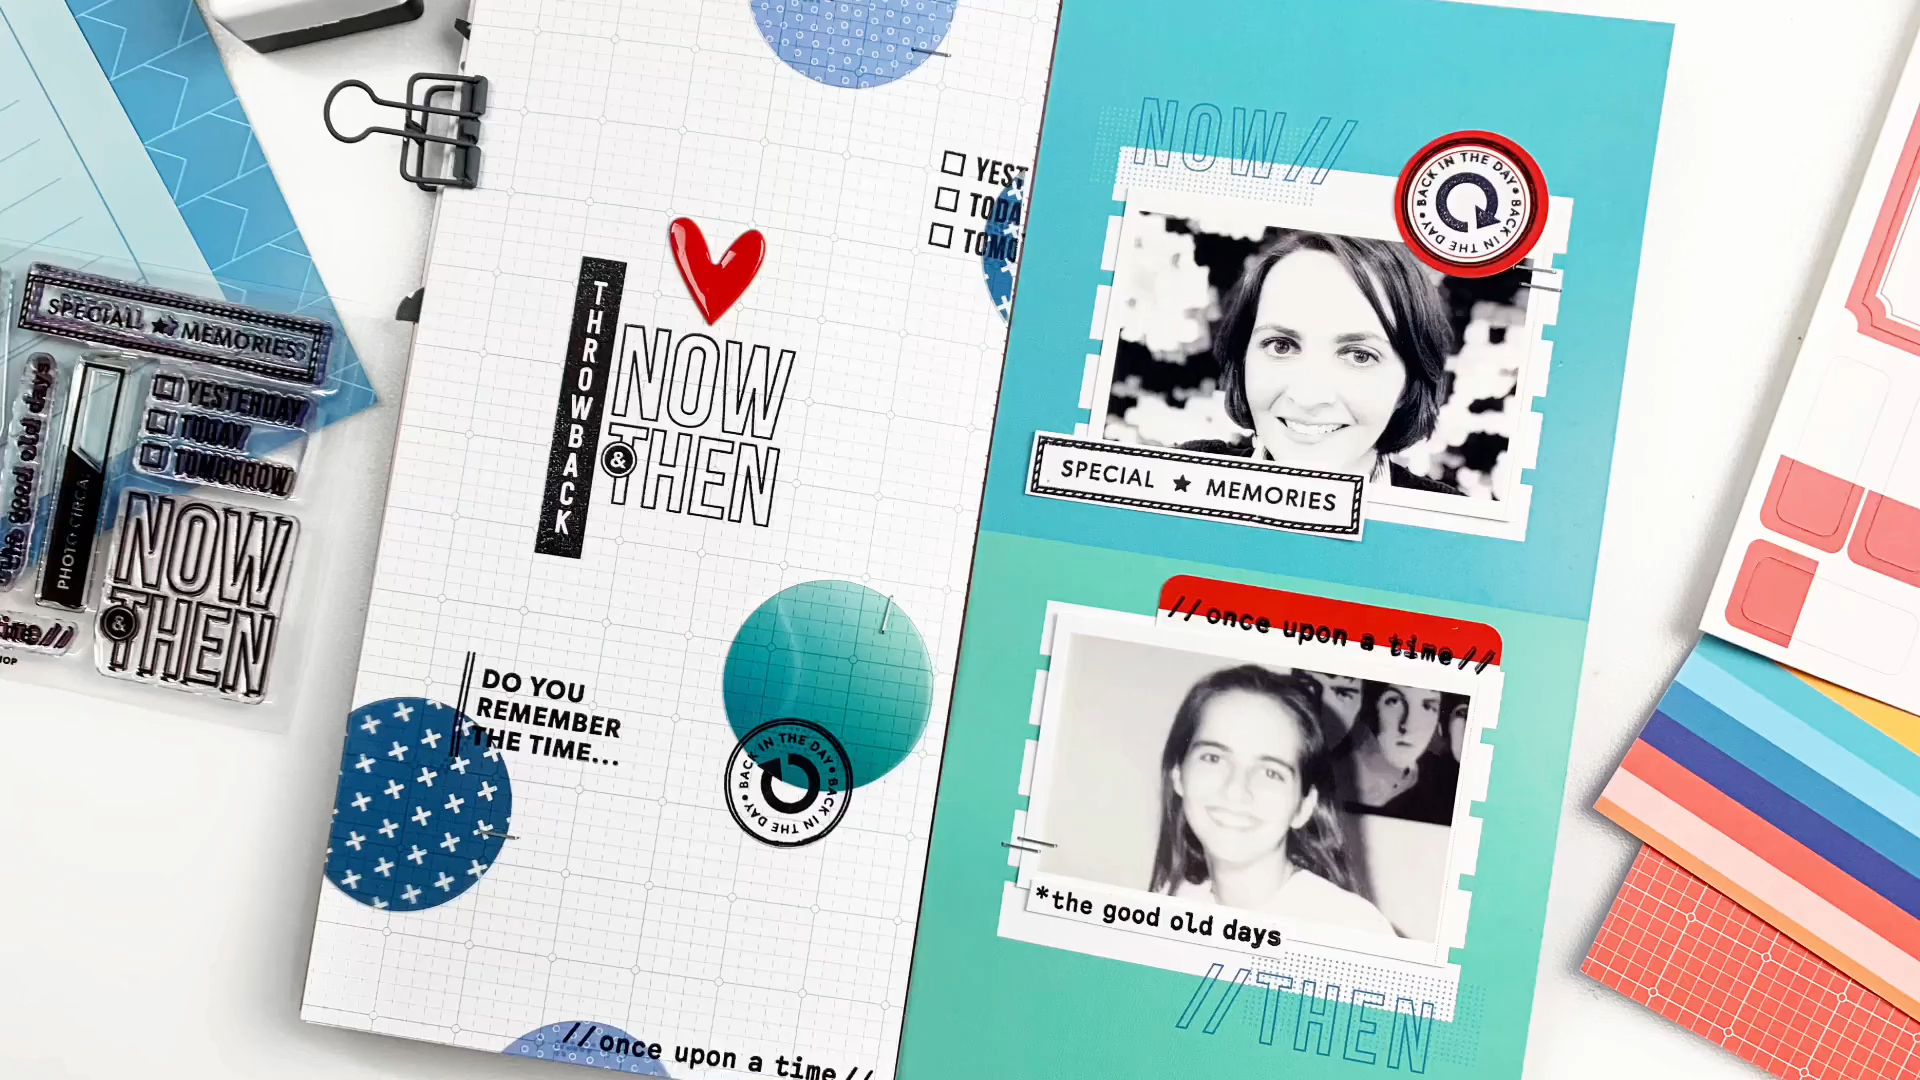 SPECIAL ★ MEMORIES
the good old days
PHOTO CIRCA
YESTERDAY
TODAY
TOMORROW
NOW
& THEN
time//
THROWBACK
NOW
& THEN
DO YOU
REMEMBER
THE TIME...
BACK IN THE DAY • BACK IN THE DAY •
//once upon a time//
YEST
TODA
TOMO
NOW//
BACK IN THE DAY • BACK IN THE DAY •
SPECIAL ★ MEMORIES
//once upon a time//
*the good old days
//THEN